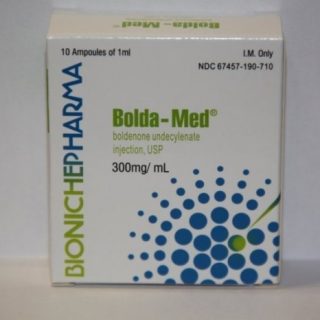 10 Ampoules of 1ml
I.M. Only
NDC 67457-190-710
BIONICHEPHARMA
Bolda-Med®
boldenone undecylenate
injection, USP
300mg/ mL